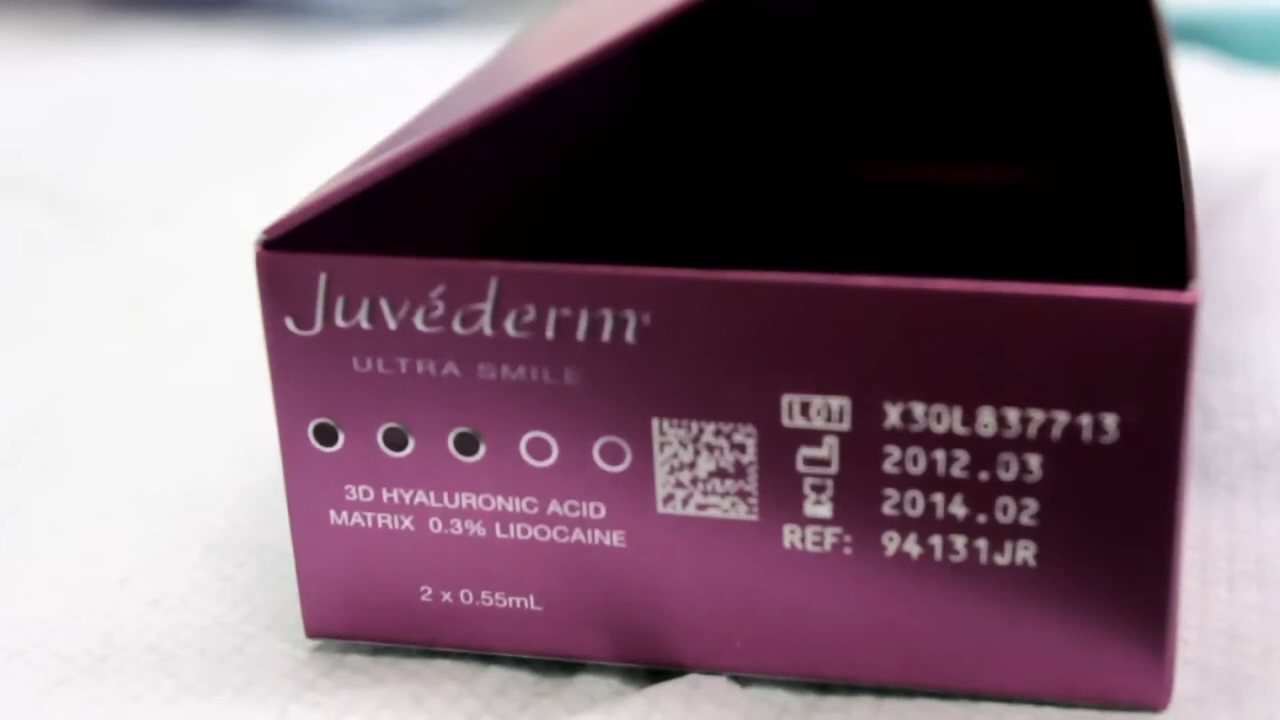 Juvéderm
ULTRA SMILE
3D HYALURONIC ACID
MATRIX 0.3% LIDOCAINE
2 x 0.55mL
LOT X30L837713
2012.03
2014.02
REF: 94131JR